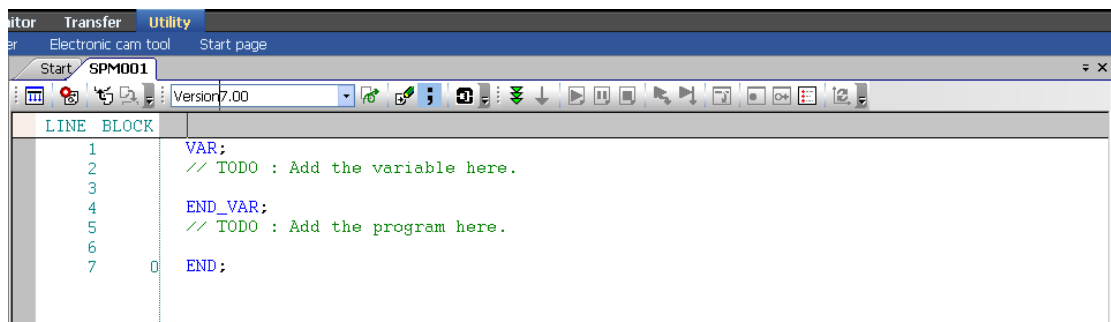 itor Transfer Utility
er Electronic cam tool Start page
Start SPM001
Version7.00
LINE BLOCK
1 VAR;
2 // TODO : Add the variable here.
3
4 END_VAR;
5 // TODO : Add the program here.
6
7 0 END;